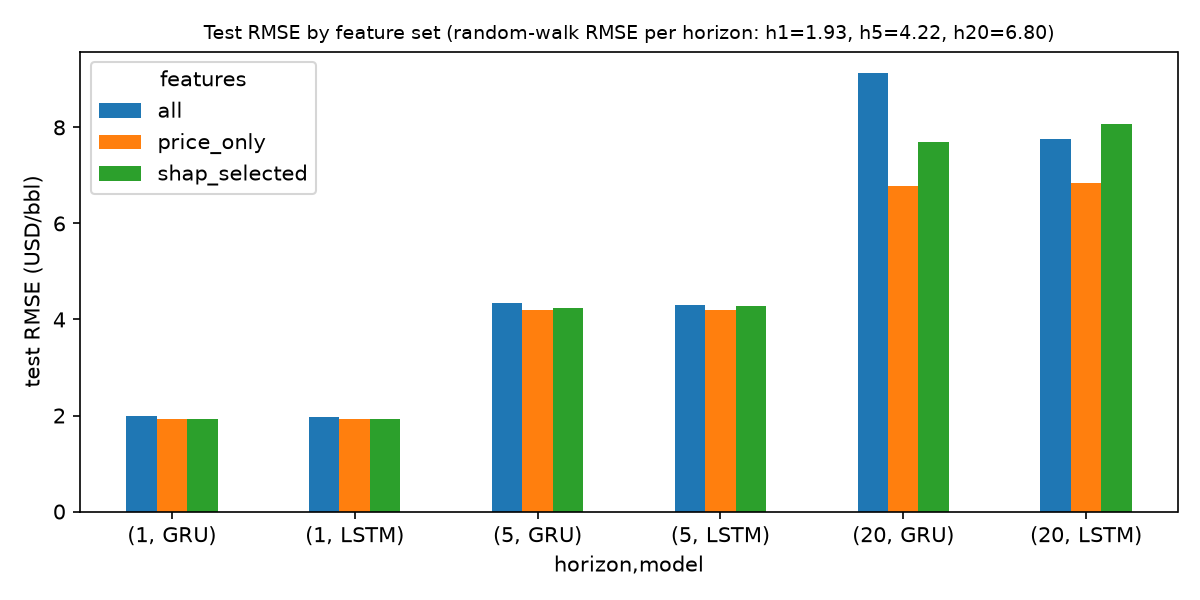 Test RMSE by feature set (random-walk RMSE per horizon: h1=1.93, h5=4.22, h20=6.80)
features
all
price_only
shap_selected
test RMSE (USD/bbl)
8
6
4
2
0
(1, GRU)
(1, LSTM)
(5, GRU)
(5, LSTM)
(20, GRU)
(20, LSTM)
horizon,model